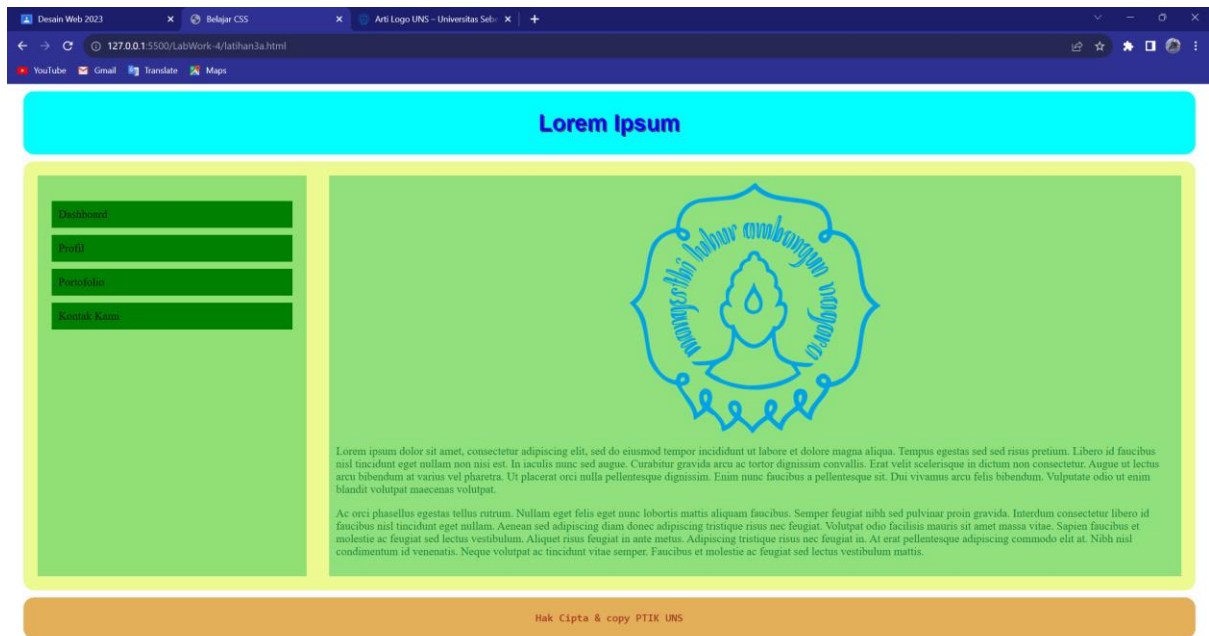 Desain Web 2023
Belajar CSS
Arti Logo UNS – Universitas Sebe
127.0.0.1:5500/LabWork-4/latihan3a.html
YouTube Gmail Translate Maps
Lorem Ipsum
Dashboard
Profil
Portofolio
Kontak Kami
mangesthi luhur ambangun nagara
Lorem ipsum dolor sit amet, consectetur adipiscing elit, sed do eiusmod tempor incididunt ut labore et dolore magna aliqua. Tempus egestas sed sed risus pretium. Libero id faucibus
nisl tincidunt eget nullam non nisi est. In iaculis nunc sed augue. Curabitur gravida arcu ac tortor dignissim convallis. Erat velit scelerisque in dictum non consectetur. Augue ut lectus
arcu bibendum at varius vel pharetra. Ut placerat orci nulla pellentesque dignissim. Enim nunc faucibus a pellentesque sit. Dui vivamus arcu felis bibendum. Vulputate odio ut enim
blandit volutpat maecenas volutpat.
Ac orci phasellus egestas tellus rutrum. Nullam eget felis eget nunc lobortis mattis aliquam faucibus. Semper feugiat nibh sed pulvinar proin gravida. Interdum consectetur libero id
faucibus nisl tincidunt eget nullam. Aenean sed adipiscing diam donec adipiscing tristique risus nec feugiat. Volutpat odio facilisis mauris sit amet massa vitae. Sapien faucibus et
molestie ac feugiat sed lectus vestibulum. Aliquet risus feugiat in ante metus. Adipiscing tristique risus nec feugiat in. At erat pellentesque adipiscing commodo elit at. Nibh nisl
condimentum id venenatis. Neque volutpat ac tincidunt vitae semper. Faucibus et molestie ac feugiat sed lectus vestibulum mattis.
Hak Cipta & copy PTIK UNS